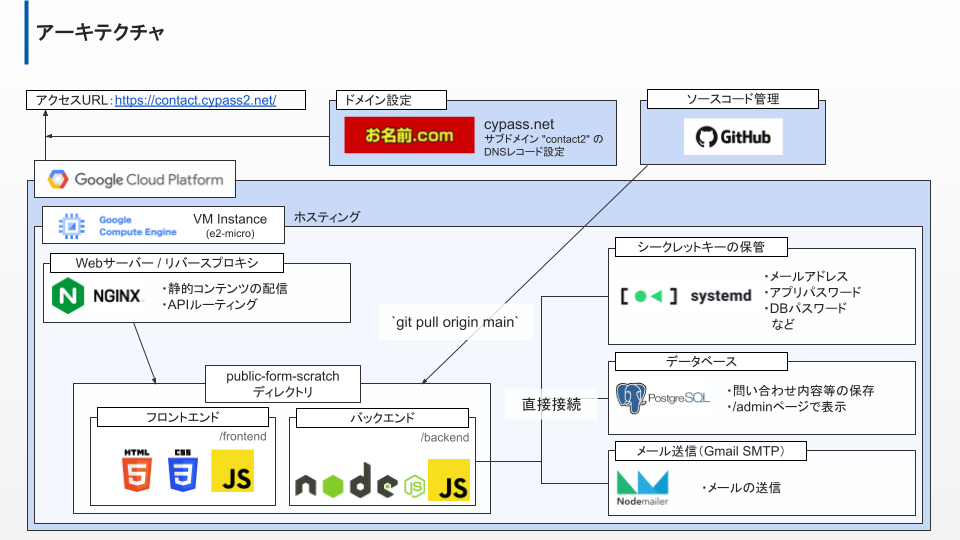 アーキテクチャ
アクセスURL：https://contact.cypass2.net/
ドメイン設定
お名前.com
cypass.net
サブドメイン "contact2" の
DNSレコード設定
ソースコード管理
GitHub
Google Cloud Platform
Google
Compute Engine
VM Instance
(e2-micro)
ホスティング
Webサーバー / リバースプロキシ
NGINX
・静的コンテンツの配信
・APIルーティング
シークレットキーの保管
systemd
・メールアドレス
・アプリパスワード
・DBパスワード
など
`git pull origin main`
public-form-scratch
ディレクトリ
フロントエンド
/frontend
HTML
5
CSS
3
JS
バックエンド
/backend
node
JS
JS
直接接続
データベース
PostgreSQL
・問い合わせ内容等の保存
・/adminページで表示
メール送信（Gmail SMTP）
Nodemailer
・メールの送信